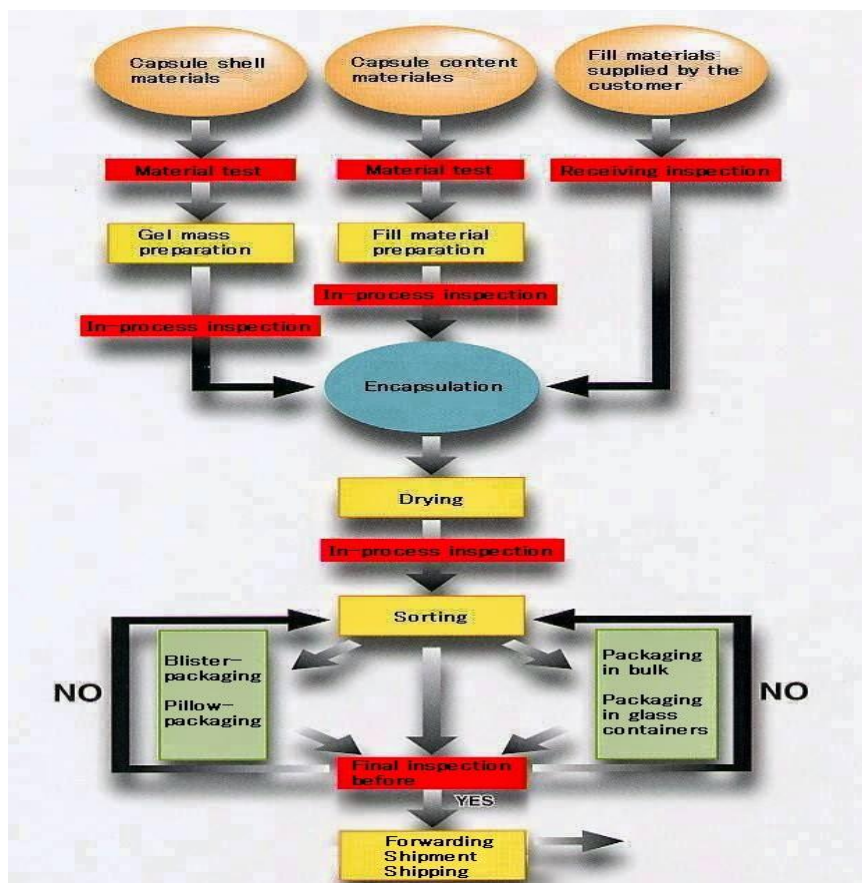 Capsule shell
materials
Capsule content
materiales
Fill materials
supplied by the
customer
Material test
Material test
Receiving inspection
Gel mass
preparation
Fill material
preparation
In-process inspection
In-process inspection
Encapsulation
Drying
In-process inspection
Sorting
NO
Blister-
packaging
Pillow-
packaging
Packaging
in bulk
Packaging
in glass
containers
NO
Final inspection
before
YES
Forwarding
Shipment
Shipping